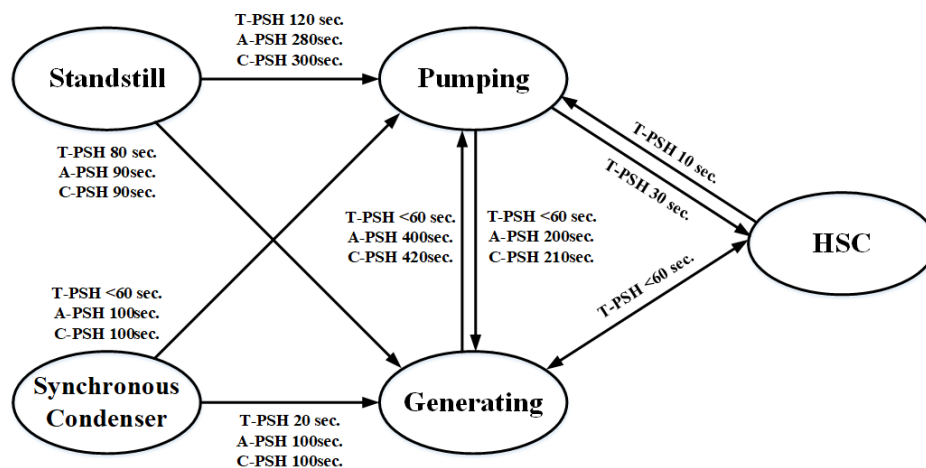 T-PSH 120 sec.
A-PSH 280sec.
C-PSH 300sec.
Standstill
Pumping
T-PSH 80 sec.
A-PSH 90sec.
C-PSH 90sec.
T-PSH 10 sec.
T-PSH 30 sec.
T-PSH <60 sec.
A-PSH 400sec.
C-PSH 420sec.
T-PSH <60 sec.
A-PSH 200sec.
C-PSH 210sec.
HSC
T-PSH <60 sec.
T-PSH <60 sec.
A-PSH 100sec.
C-PSH 100sec.
Synchronous
Condenser
Generating
T-PSH 20 sec.
A-PSH 100sec.
C-PSH 100sec.